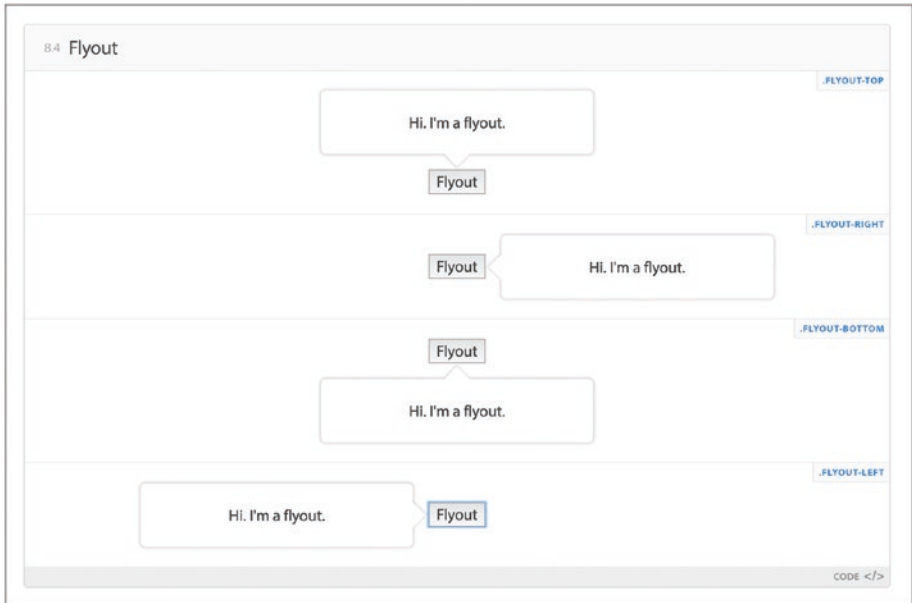 8.4 Flyout
.FLYOUT-TOP
Hi. I'm a flyout.
Flyout
.FLYOUT-RIGHT
Flyout Hi. I'm a flyout.
.FLYOUT-BOTTOM
Flyout
Hi. I'm a flyout.
.FLYOUT-LEFT
Hi. I'm a flyout. Flyout
CODE </>